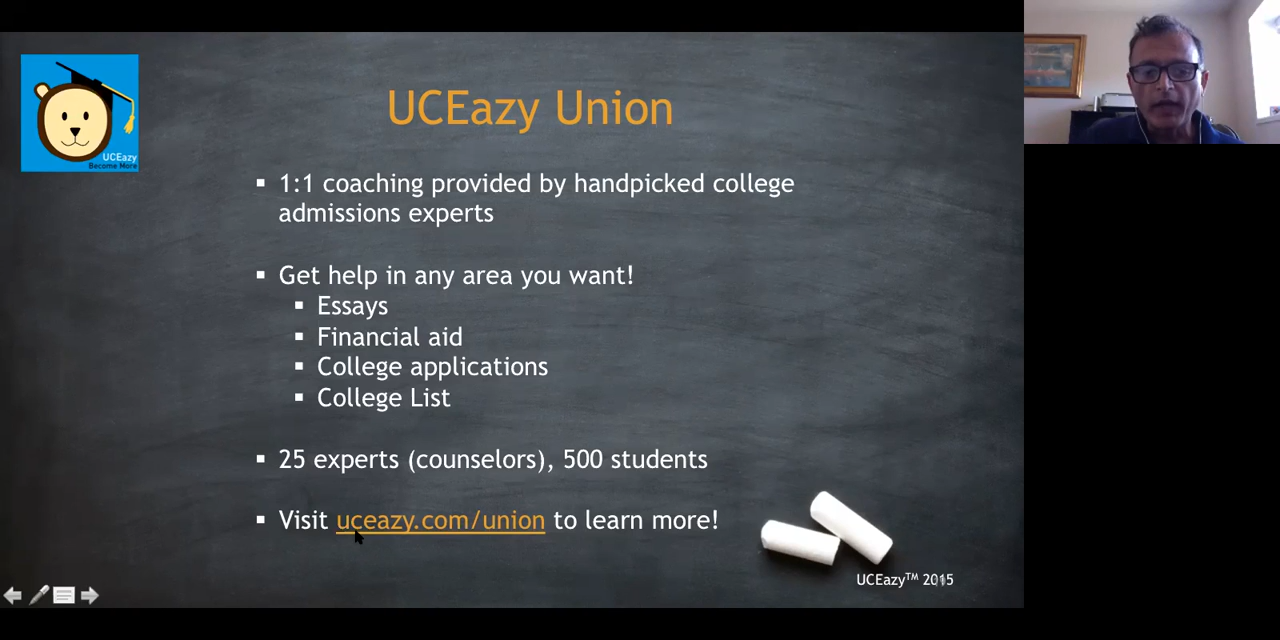 UCEazy
Become More
UCEazy Union
▪ 1:1 coaching provided by handpicked college
admissions experts
▪ Get help in any area you want!
▪ Essays
▪ Financial aid
▪ College applications
▪ College List
▪ 25 experts (counselors), 500 students
▪ Visit uceazy.com/union to learn more!
UCEazy™ 2015